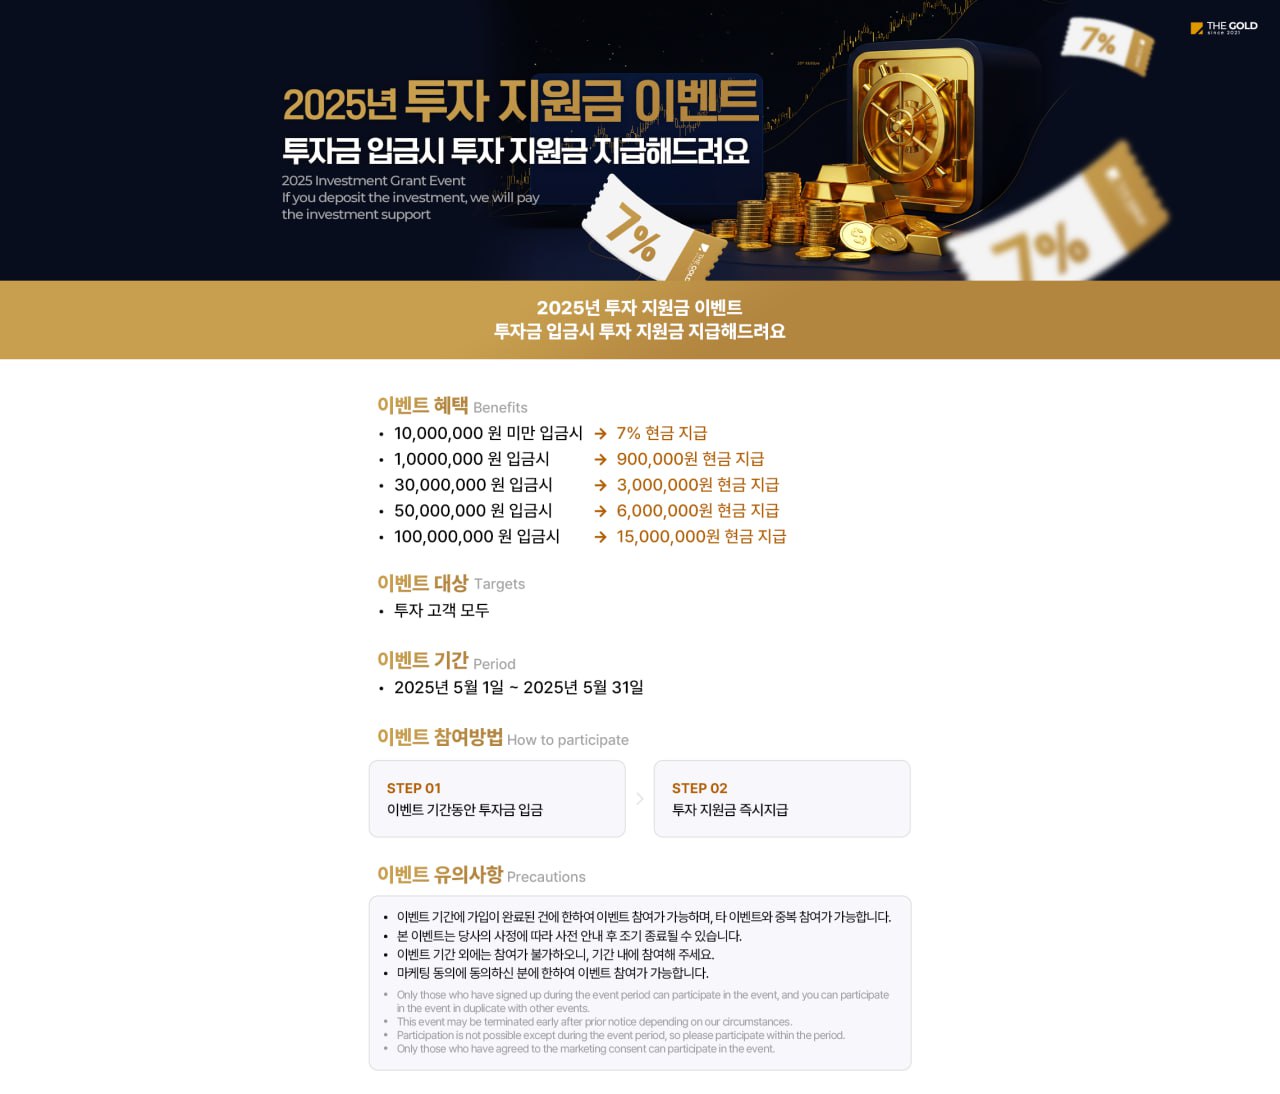 THE GOLD
since 2021
7%
2025년 투자 지원금 이벤트
투자금 입금시 투자 지원금 지급해드려요
2025 Investment Grant Event
If you deposit the investment, we will pay
the investment support
7%
THE GOLD
7%
2025년 투자 지원금 이벤트
투자금 입금시 투자 지원금 지급해드려요
이벤트 혜택 Benefits
• 10,000,000 원 미만 입금시 → 7% 현금 지급
• 1,0000,000 원 입금시 → 900,000원 현금 지급
• 30,000,000 원 입금시 → 3,000,000원 현금 지급
• 50,000,000 원 입금시 → 6,000,000원 현금 지급
• 100,000,000 원 입금시 → 15,000,000원 현금 지급
이벤트 대상 Targets
• 투자 고객 모두
이벤트 기간 Period
• 2025년 5월 1일 ~ 2025년 5월 31일
이벤트 참여방법 How to participate
STEP 01
이벤트 기간동안 투자금 입금
STEP 02
투자 지원금 즉시지급
이벤트 유의사항 Precautions
• 이벤트 기간에 가입이 완료된 건에 한하여 이벤트 참여가 가능하며, 타 이벤트와 중복 참여가 가능합니다.
• 본 이벤트는 당사의 사정에 따라 사전 안내 후 조기 종료될 수 있습니다.
• 이벤트 기간 외에는 참여가 불가하오니, 기간 내에 참여해 주세요.
• 마케팅 동의에 동의하신 분에 한하여 이벤트 참여가 가능합니다.
• Only those who have signed up during the event period can participate in the event, and you can participate
in the event in duplicate with other events.
• This event may be terminated early after prior notice depending on our circumstances.
• Participation is not possible except during the event period, so please participate within the period.
• Only those who have agreed to the marketing consent can participate in the event.